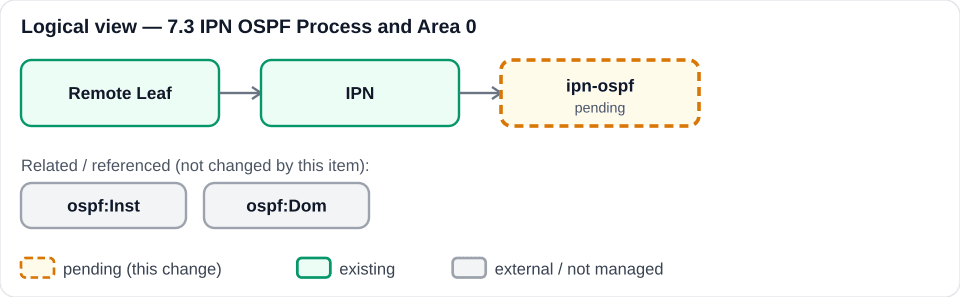 Logical view — 7.3 IPN OSPF Process and Area 0
Remote Leaf
IPN
ipn-ospf
pending
Related / referenced (not changed by this item):
ospf:Inst
ospf:Dom
pending (this change)
existing
external / not managed